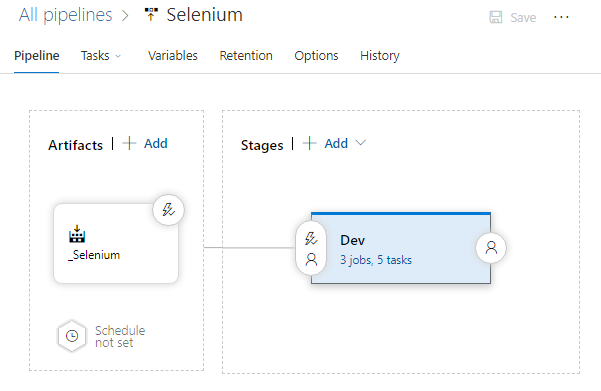 All pipelines > Selenium
Save ...
Pipeline Tasks Variables Retention Options History
Artifacts | + Add
Stages | + Add
_Selenium
Dev
3 jobs, 5 tasks
Schedule
not set